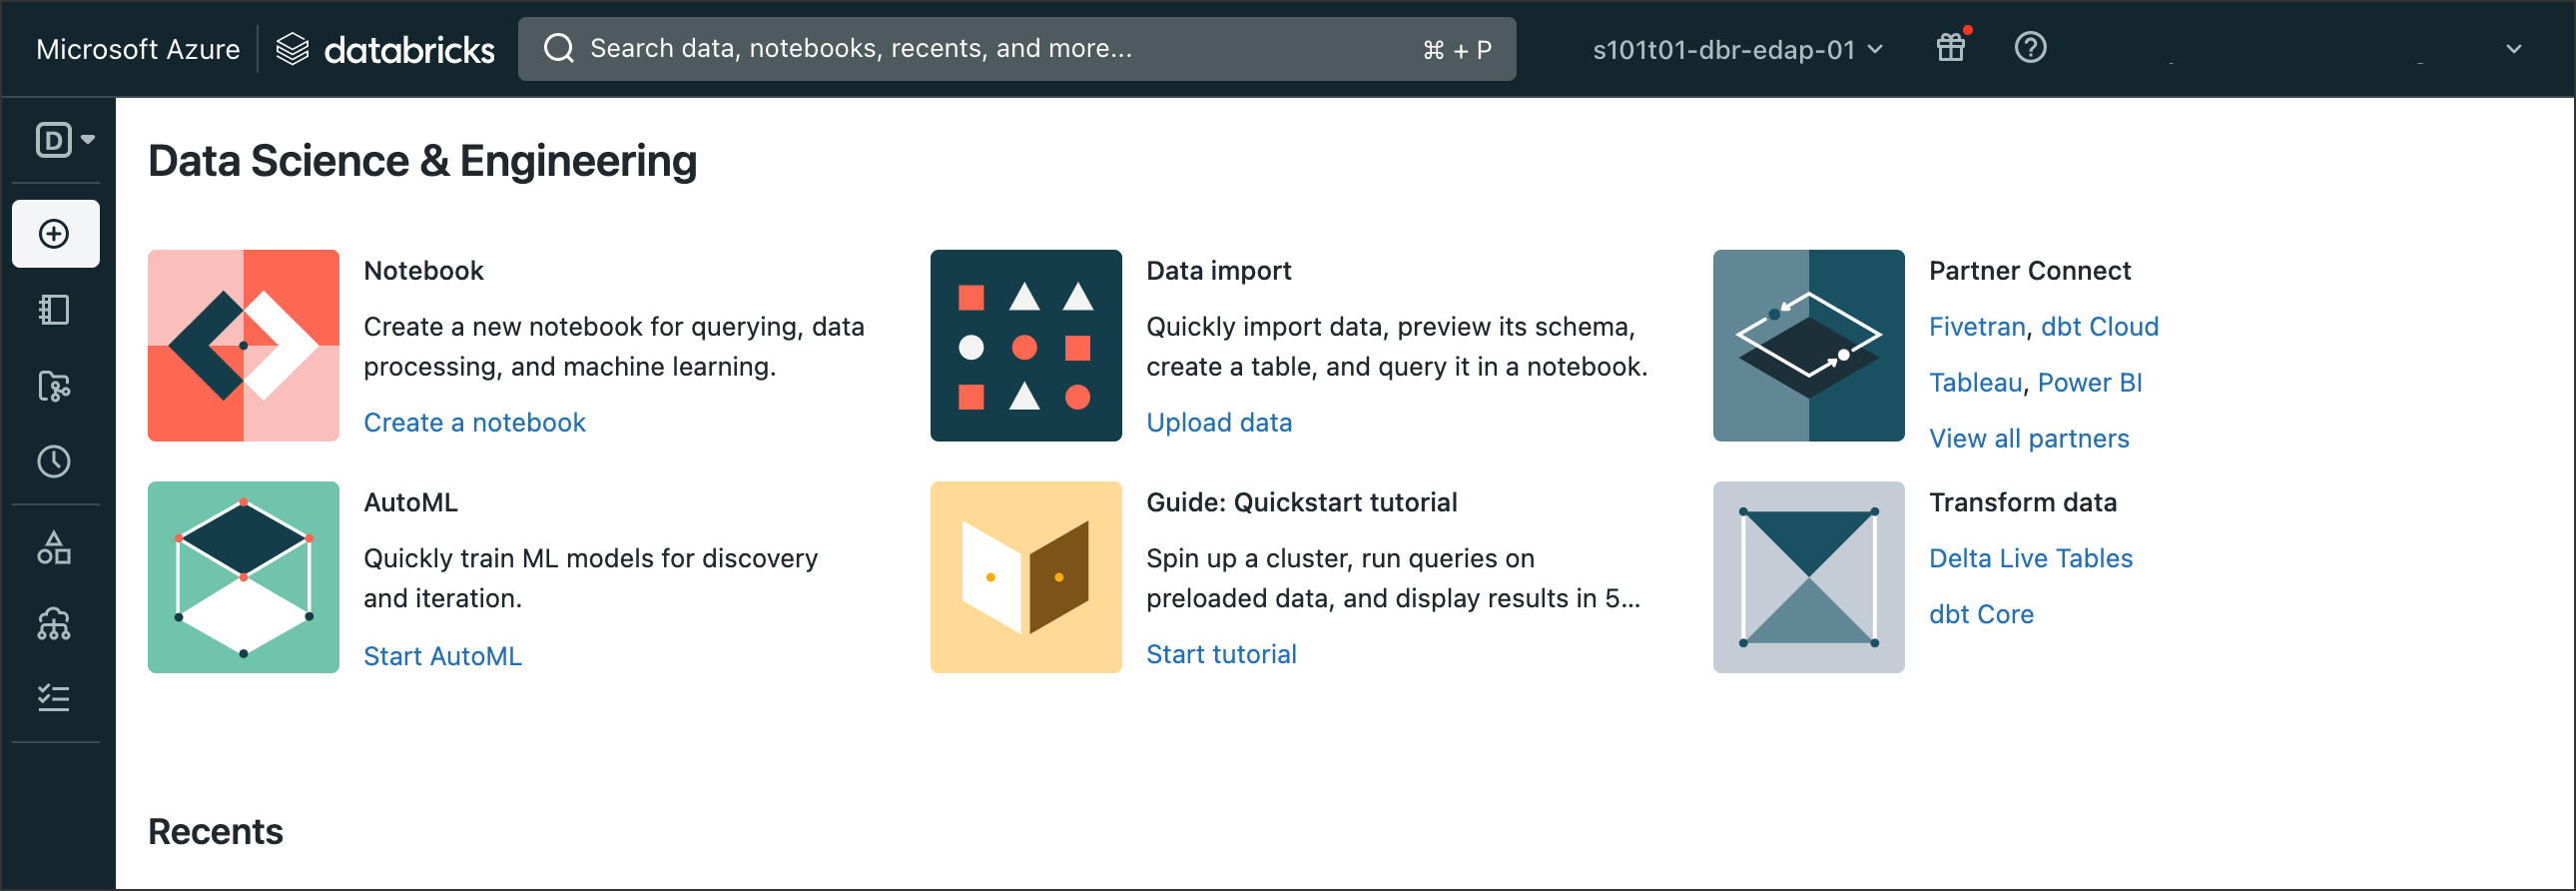 Microsoft Azure databricks Search data, notebooks, recents, and more... ⌘ + P s101t01-dbr-edap-01
D
Data Science & Engineering
Notebook
Create a new notebook for querying, data
processing, and machine learning.
Create a notebook
Data import
Quickly import data, preview its schema,
create a table, and query it in a notebook.
Upload data
Partner Connect
Fivetran, dbt Cloud
Tableau, Power BI
View all partners
AutoML
Quickly train ML models for discovery
and iteration.
Start AutoML
Guide: Quickstart tutorial
Spin up a cluster, run queries on
preloaded data, and display results in 5...
Start tutorial
Transform data
Delta Live Tables
dbt Core
Recents